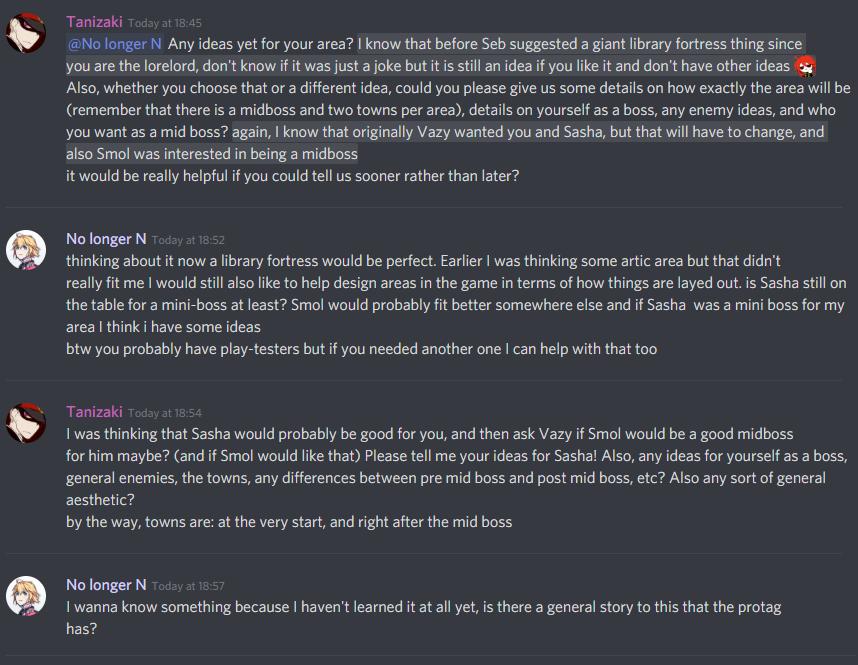 Tanizaki Today at 18:45
@No longer N Any ideas yet for your area? I know that before Seb suggested a giant library fortress thing since
you are the lorelord, don't know if it was just a joke but it is still an idea if you like it and don't have other ideas
Also, whether you choose that or a different idea, could you please give us some details on how exactly the area will be
(remember that there is a midboss and two towns per area), details on yourself as a boss, any enemy ideas, and who
you want as a mid boss? again, I know that originally Vazy wanted you and Sasha, but that will have to change, and
also Smol was interested in being a midboss
it would be really helpful if you could tell us sooner rather than later?
No longer N Today at 18:52
thinking about it now a library fortress would be perfect. Earlier I was thinking some artic area but that didn't
really fit me I would still also like to help design areas in the game in terms of how things are layed out. is Sasha still on
the table for a mini-boss at least? Smol would probably fit better somewhere else and if Sasha was a mini boss for my
area I think i have some ideas
btw you probably have play-testers but if you needed another one I can help with that too
Tanizaki Today at 18:54
I was thinking that Sasha would probably be good for you, and then ask Vazy if Smol would be a good midboss
for him maybe? (and if Smol would like that) Please tell me your ideas for Sasha! Also, any ideas for yourself as a boss,
general enemies, the towns, any differences between pre mid boss and post mid boss, etc? Also any sort of general
aesthetic?
by the way, towns are: at the very start, and right after the mid boss
No longer N Today at 18:57
I wanna know something because I haven't learned it at all yet, is there a general story to this that the protag
has?